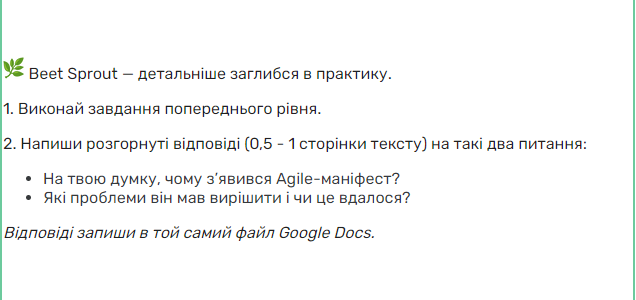 Beet Sprout — детальніше заглибся в практику.
1. Виконай завдання попереднього рівня.
2. Напиши розгорнуті відповіді (0,5 - 1 сторінки тексту) на такі два питання:
• На твою думку, чому з’явився Agile-маніфест?
• Які проблеми він мав вирішити і чи це вдалося?
Відповіді запиши в той самий файл Google Docs.